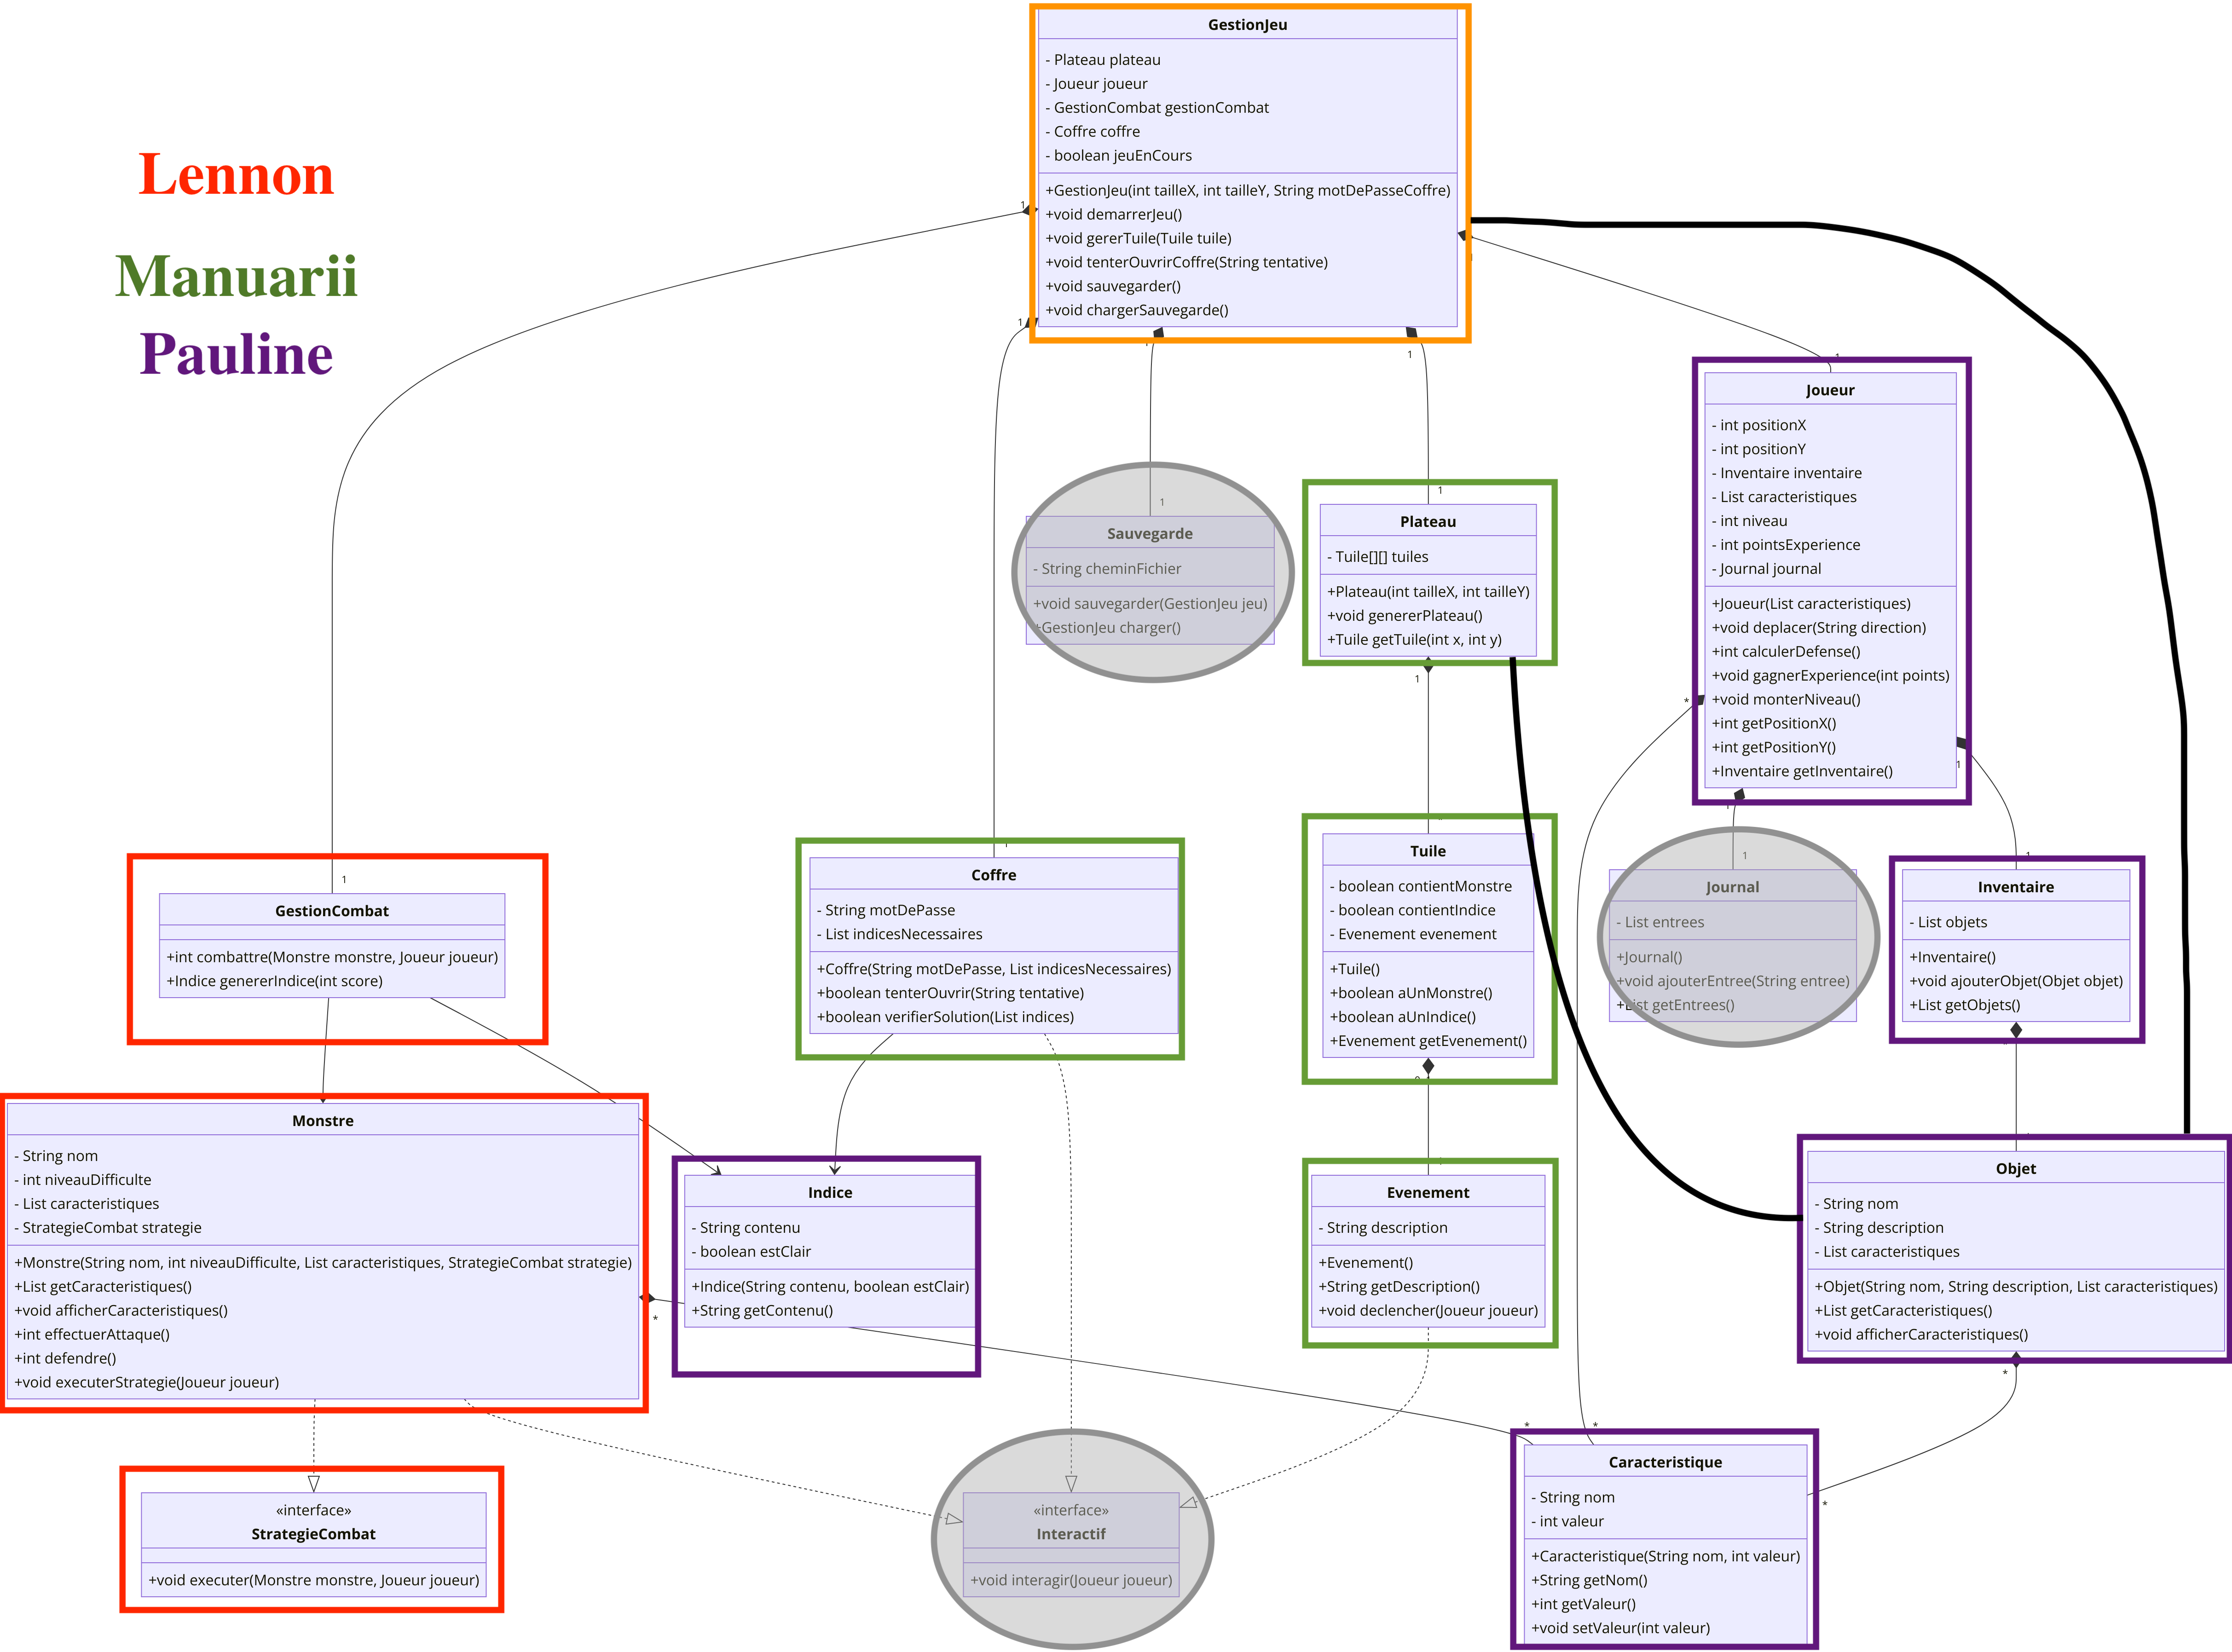 GestionJeu
- Plateau plateau
- Joueur joueur
- GestionCombat gestionCombat
- Coffre coffre
- boolean jeuEnCours
+GestionJeu(int tailleX, int tailleY, String motDePasseCoffre)
+void demarrerJeu()
+void gererTuile(Tuile tuile)
+void tenterOuvrirCoffre(String tentative)
+void sauvegarder()
+void chargerSauvegarde()
Lennon
Manuarii
Pauline
1
1
1
1
1
Joueur
- int positionX
- int positionY
- Inventaire inventaire
- List caracteristiques
- int niveau
- int pointsExperience
- Journal journal
+Joueur(List caracteristiques)
+void deplacer(String direction)
+int calculerDefense()
+void gagnerExperience(int points)
+void monterNiveau()
+int getPositionX()
+int getPositionY()
+Inventaire getInventaire()
*
1
1
Sauvegarde
- String cheminFichier
+void sauvegarder(GestionJeu jeu)
+GestionJeu charger()
1
Plateau
- Tuile[][] tuiles
+Plateau(int tailleX, int tailleY)
+void genererPlateau()
+Tuile getTuile(int x, int y)
1
1
GestionCombat
+int combattre(Monstre monstre, Joueur joueur)
+Indice genererIndice(int score)
Coffre
- String motDePasse
- List indicesNecessaires
+Coffre(String motDePasse, List indicesNecessaires)
+boolean tenterOuvrir(String tentative)
+boolean verifierSolution(List indices)
Tuile
- boolean contientMonstre
- boolean contientIndice
- Evenement evenement
+Tuile()
+boolean aUnMonstre()
+boolean aUnIndice()
+Evenement getEvenement()
1
Journal
- List entrees
+Journal()
+void ajouterEntree(String entree)
+List getEntrees()
1
Inventaire
- List objets
+Inventaire()
+void ajouterObjet(Objet objet)
+List getObjets()
Monstre
- String nom
- int niveauDifficulte
- List caracteristiques
- StrategieCombat strategie
+Monstre(String nom, int niveauDifficulte, List caracteristiques, StrategieCombat strategie)
+List getCaracteristiques()
+void afficherCaracteristiques()
+int effectuerAttaque()
+int defendre()
+void executerStrategie(Joueur joueur)
*
Indice
- String contenu
- boolean estClair
+Indice(String contenu, boolean estClair)
+String getContenu()
Evenement
- String description
+Evenement()
+String getDescription()
+void declencher(Joueur joueur)
Objet
- String nom
- String description
- List caracteristiques
+Objet(String nom, String description, List caracteristiques)
+List getCaracteristiques()
+void afficherCaracteristiques()
*
«interface»
StrategieCombat
+void executer(Monstre monstre, Joueur joueur)
«interface»
Interactif
+void interagir(Joueur joueur)
*
*
*
Caracteristique
- String nom
- int valeur
+Caracteristique(String nom, int valeur)
+String getNom()
+int getValeur()
+void setValeur(int valeur)